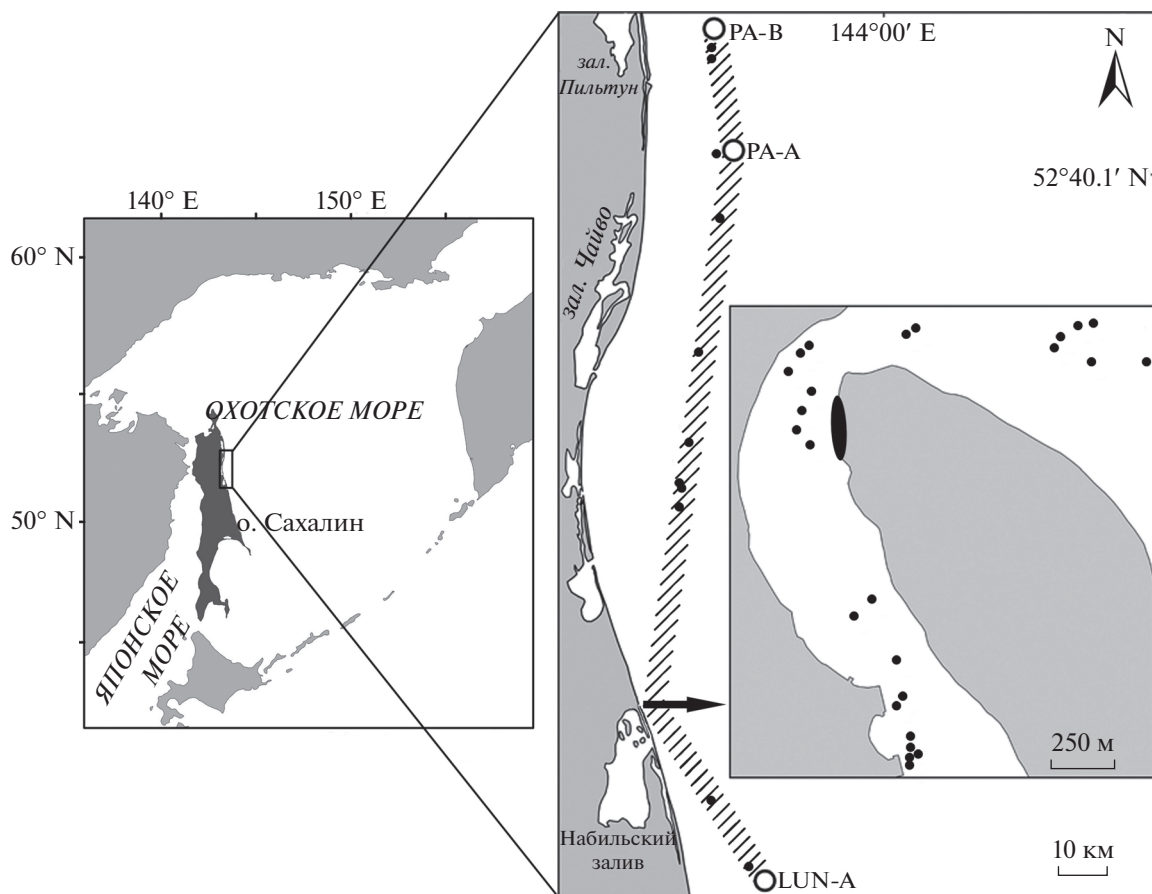 140° E
150° E
60° N
50° N
ОХОТСКОЕ МОРЕ
о. Сахалин
ЯПОНСКОЕ
МОРЕ
зал.
Пильтун
зал. Чайво
Набильский
залив
PA-B
144°00′ E
N
PA-A
52°40.1′ N
250 м
10 км
LUN-A